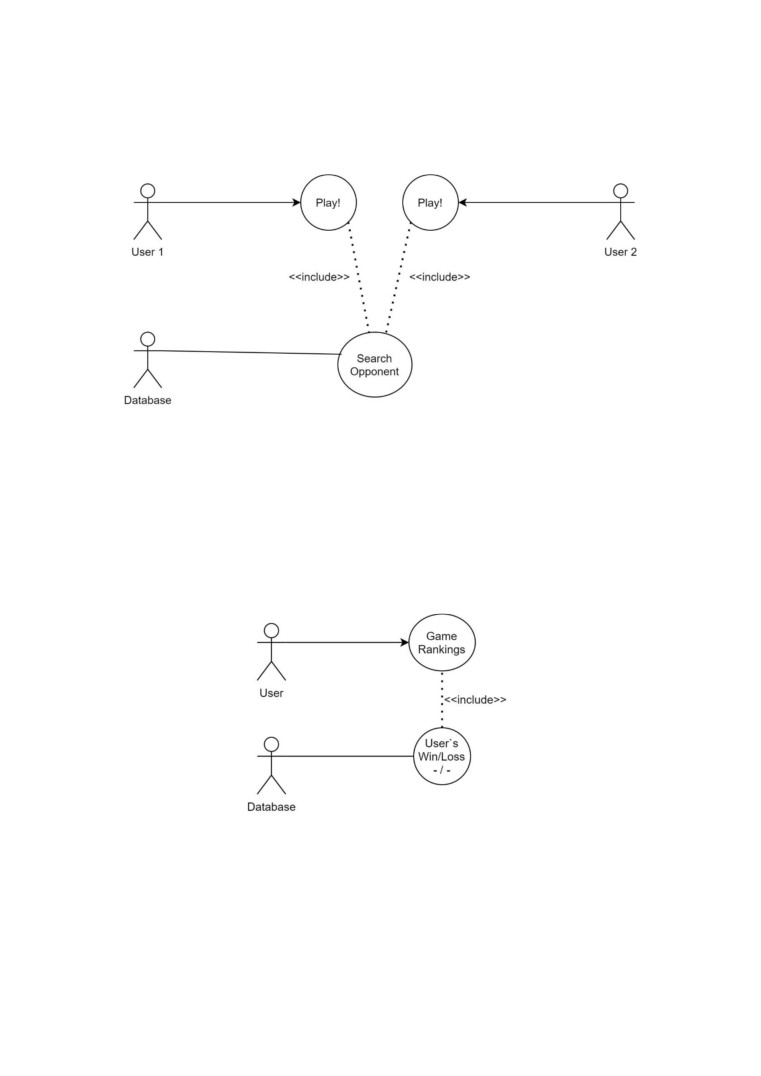 Play!
Play!
User 1
User 2
<<include>>
<<include>>
Search
Opponent
Database
Game
Rankings
User
<<include>>
User`s
Win/Loss
- / -
Database